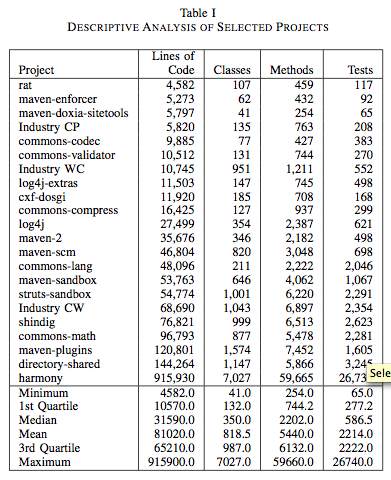 Table I
DESCRIPTIVE ANALYSIS OF SELECTED PROJECTS
Lines of
Project Code Classes Methods Tests
rat 4,582 107 459 117
maven-enforcer 5,273 62 432 92
maven-doxia-sitetools 5,797 41 254 65
Industry CP 5,820 135 763 208
commons-codec 9,885 77 427 383
commons-validator 10,512 131 744 270
Industry WC 10,745 951 1,211 552
log4j-extras 11,503 147 745 498
cxf-dosgi 11,920 185 708 168
commons-compress 16,425 127 937 299
log4j 27,499 354 2,387 621
maven-2 35,676 346 2,182 498
maven-scm 46,804 820 3,048 698
commons-lang 48,096 211 2,222 2,046
maven-sandbox 53,763 646 4,062 1,067
struts-sandbox 54,774 1,001 6,220 2,291
Industry CW 68,690 1,043 6,897 2,354
shindig 76,821 999 6,513 2,623
commons-math 96,793 877 5,478 2,281
maven-plugins 120,801 1,574 7,452 1,605
directory-shared 144,264 1,147 5,866
harmony 915,930 7,027 59,665
Sele
Minimum 4582.0 41.0 254.0 65.0
1st Quartile 10570.0 132.0 744.2 277.2
Median 31590.0 350.0 2202.0 586.5
Mean 81020.0 818.5 5440.0 2214.0
3rd Quartile 65210.0 987.0 6132.0 2222.0
Maximum 915900.0 7027.0 59660.0 26740.0